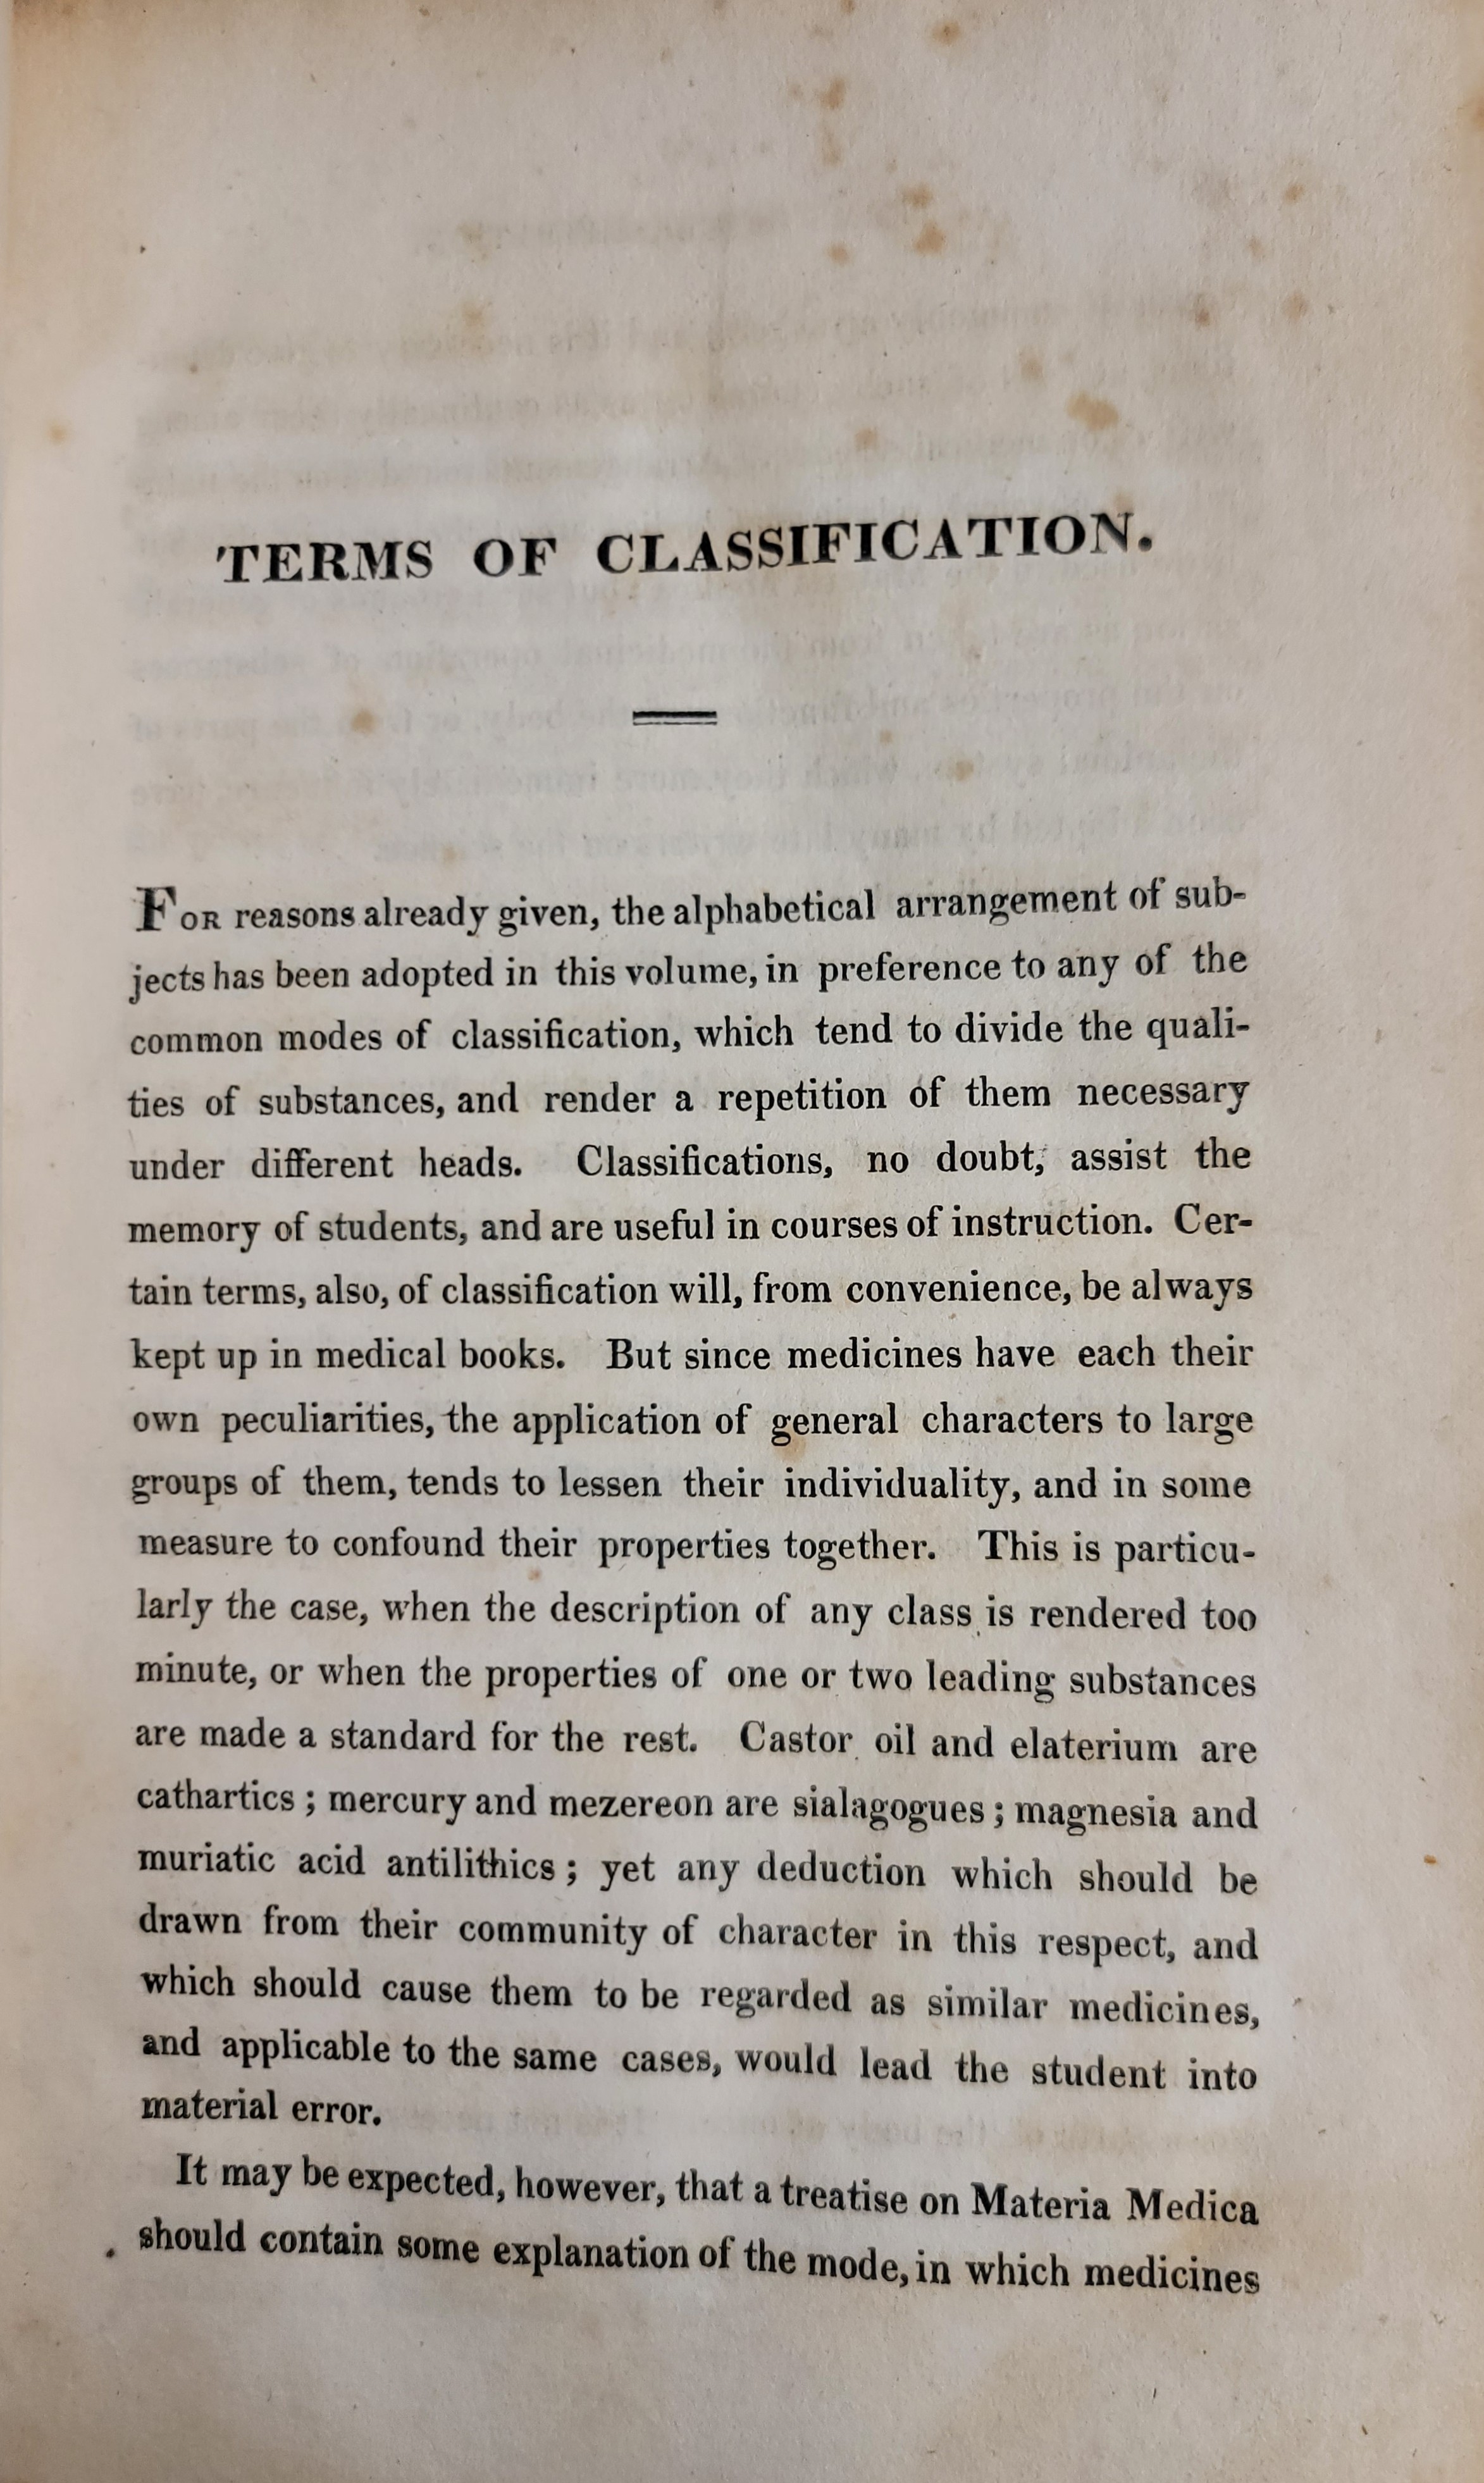 TERMS OF CLASSIFICATION.
FOR reasons already given, the alphabetical arrangement of sub-
jects has been adopted in this volume, in preference to any of the
common modes of classification, which tend to divide the quali-
ties of substances, and render a repetition of them necessary
under different heads. Classifications, no doubt, assist the
memory of students, and are useful in courses of instruction. Cer-
tain terms, also, of classification will, from convenience, be always
kept up in medical books. But since medicines have each their
own peculiarities, the application of general characters to large
groups of them, tends to lessen their individuality, and in some
measure to confound their properties together. This is particu-
larly the case, when the description of any class is rendered too
minute, or when the properties of one or two leading substances
are made a standard for the rest. Castor oil and elaterium are
cathartics ; mercury and mezereon are sialagogues ; magnesia and
muriatic acid antilithics ; yet any deduction which should be
drawn from their community of character in this respect, and
which should cause them to be regarded as similar medicines,
and applicable to the same cases, would lead the student into
material error.
It may be expected, however, that a treatise on Materia Medica
should contain some explanation of the mode, in which medicines